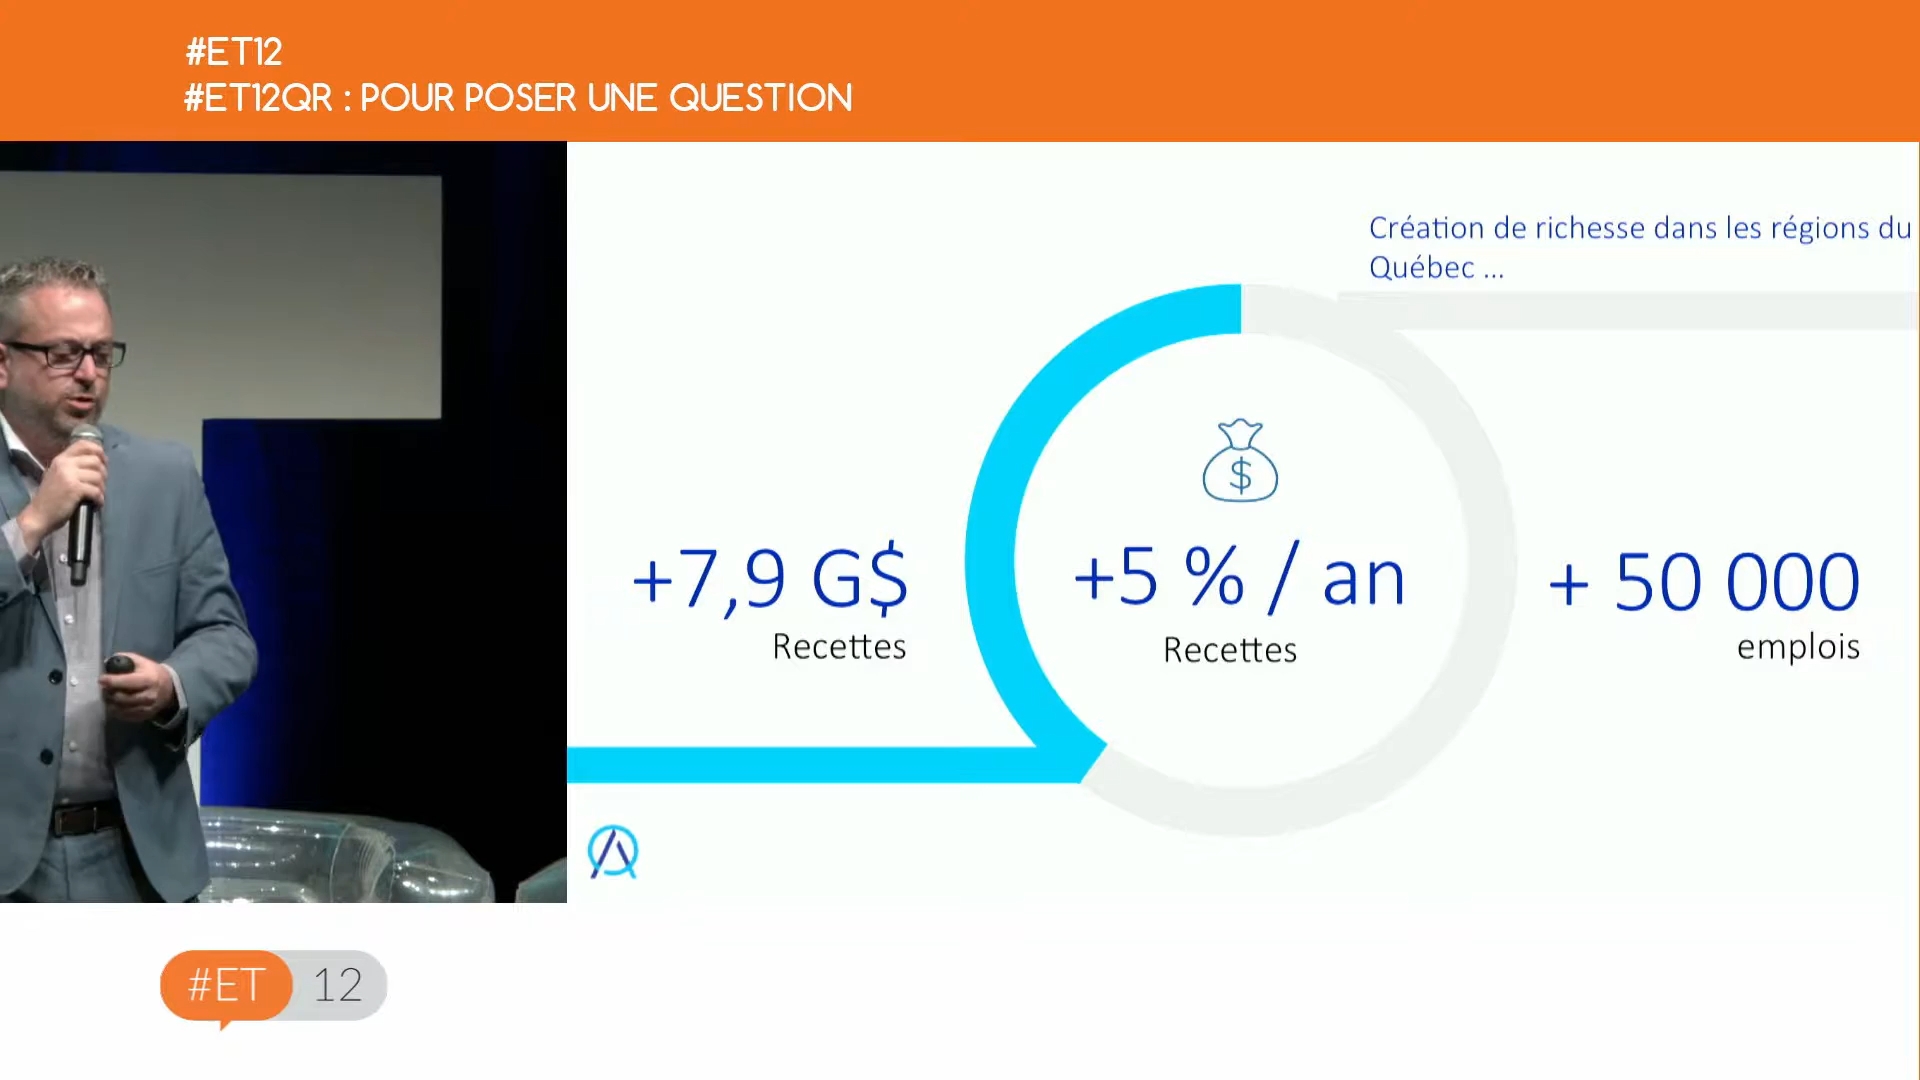 #ET12
#ET12QR : POUR POSER UNE QUESTION
Création de richesse dans les régions du
Québec ...
$
+7,9 G$
Recettes
+5 % / an
Recettes
+ 50 000
emplois
#ET 12